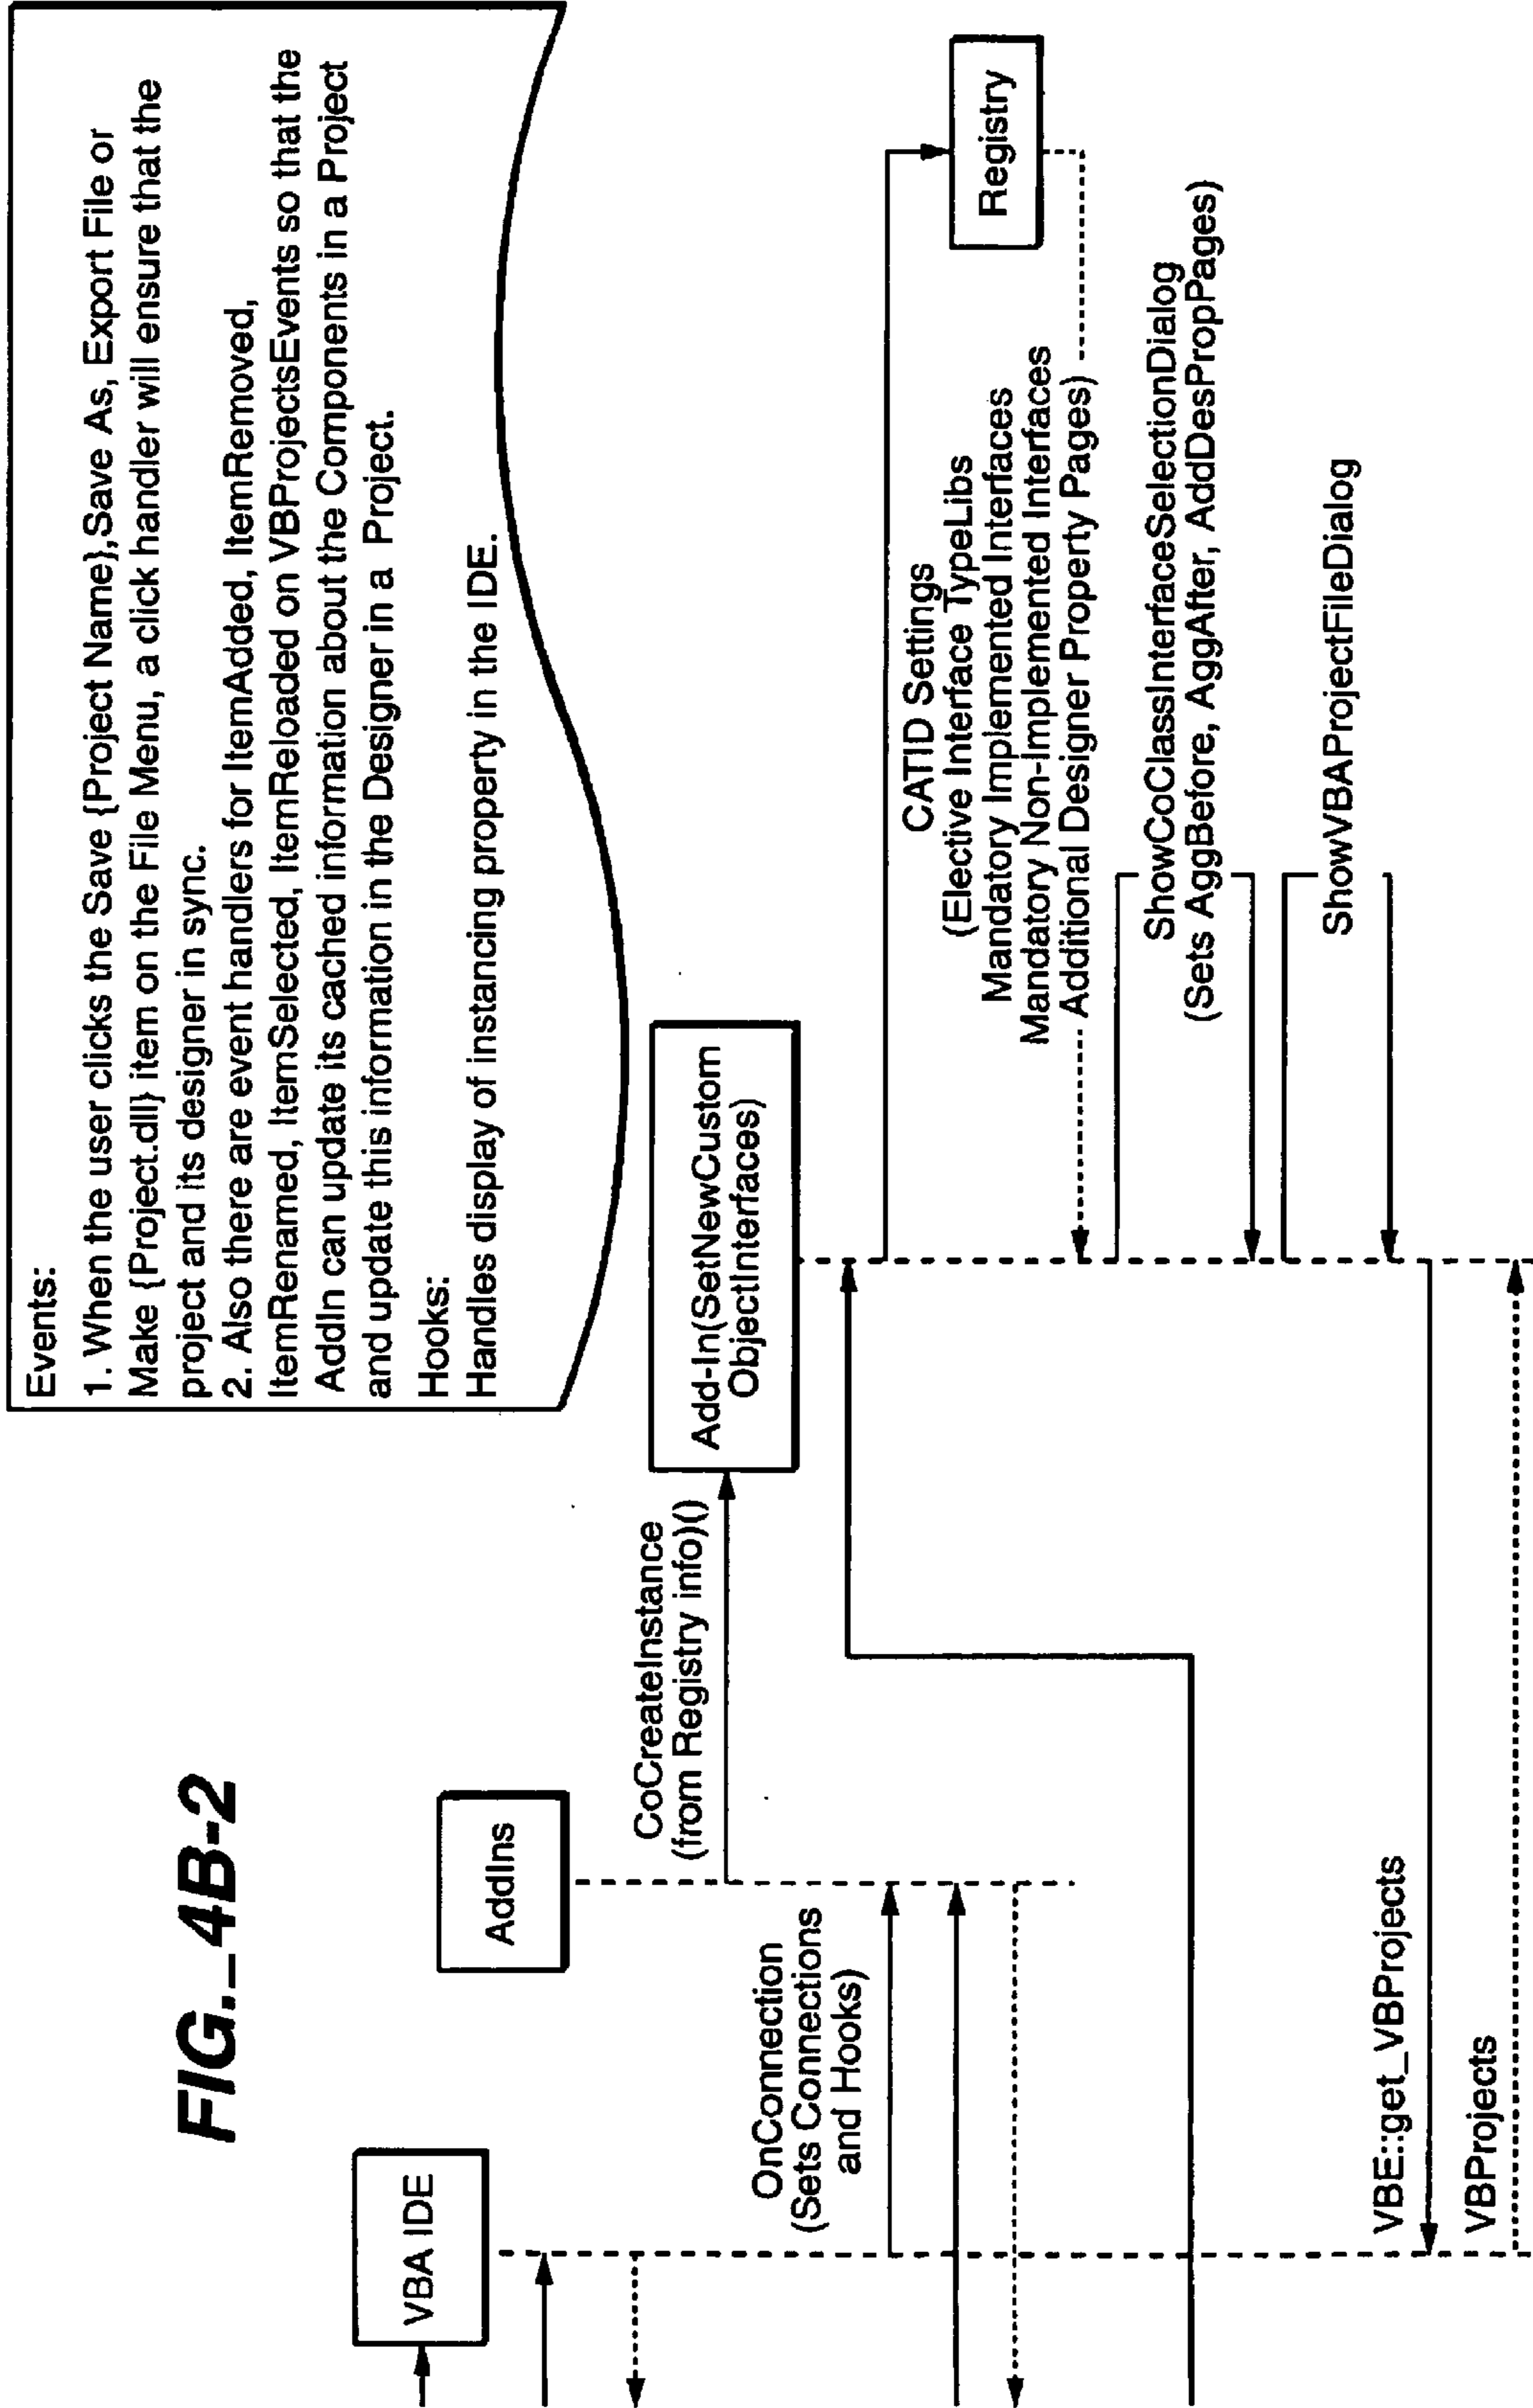 FIG._4B-2
Events:
1. When the user clicks the Save {Project Name},Save As, Export File or
Make {Project.dll} item on the File Menu, a click handler will ensure that the
project and its designer in sync.
2. Also there are event handlers for ItemAdded, ItemRemoved,
ItemRenamed, ItemSelected, ItemReloaded on VBProjectsEvents so that the
AddIn can update its cached information about the Components in a Project
and update this information in the Designer in a Project.
Hooks:
Handles display of instancing property in the IDE.
VBA IDE
AddIns
CoCreateInstance
(from Registry info)()
Add-In(SetNewCustom
ObjectInterfaces)
OnConnection
(Sets Connections
and Hooks)
Registry
CATID Settings
(Elective Interface TypeLibs
Mandatory Implemented Interfaces
Mandatory Non-Implemented Interfaces
Additional Designer Property Pages)
ShowCoClassInterfaceSelectionDialog
(Sets AggBefore, AggAfter, AddDesPropPages)
ShowVBAProjectFileDialog
VBE::get_VBProjects
VBProjects